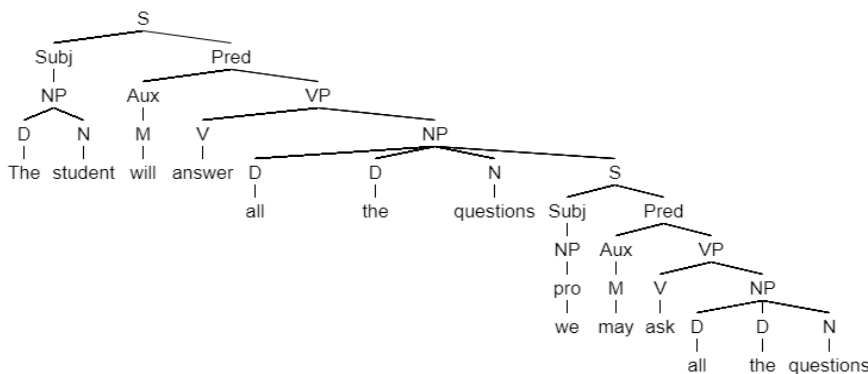 S
Subj Pred
NP Aux VP
D N M V NP
The student will answer D D N S
all the questions Subj Pred
NP Aux VP
pro M V NP
we may ask D D N
all the questions